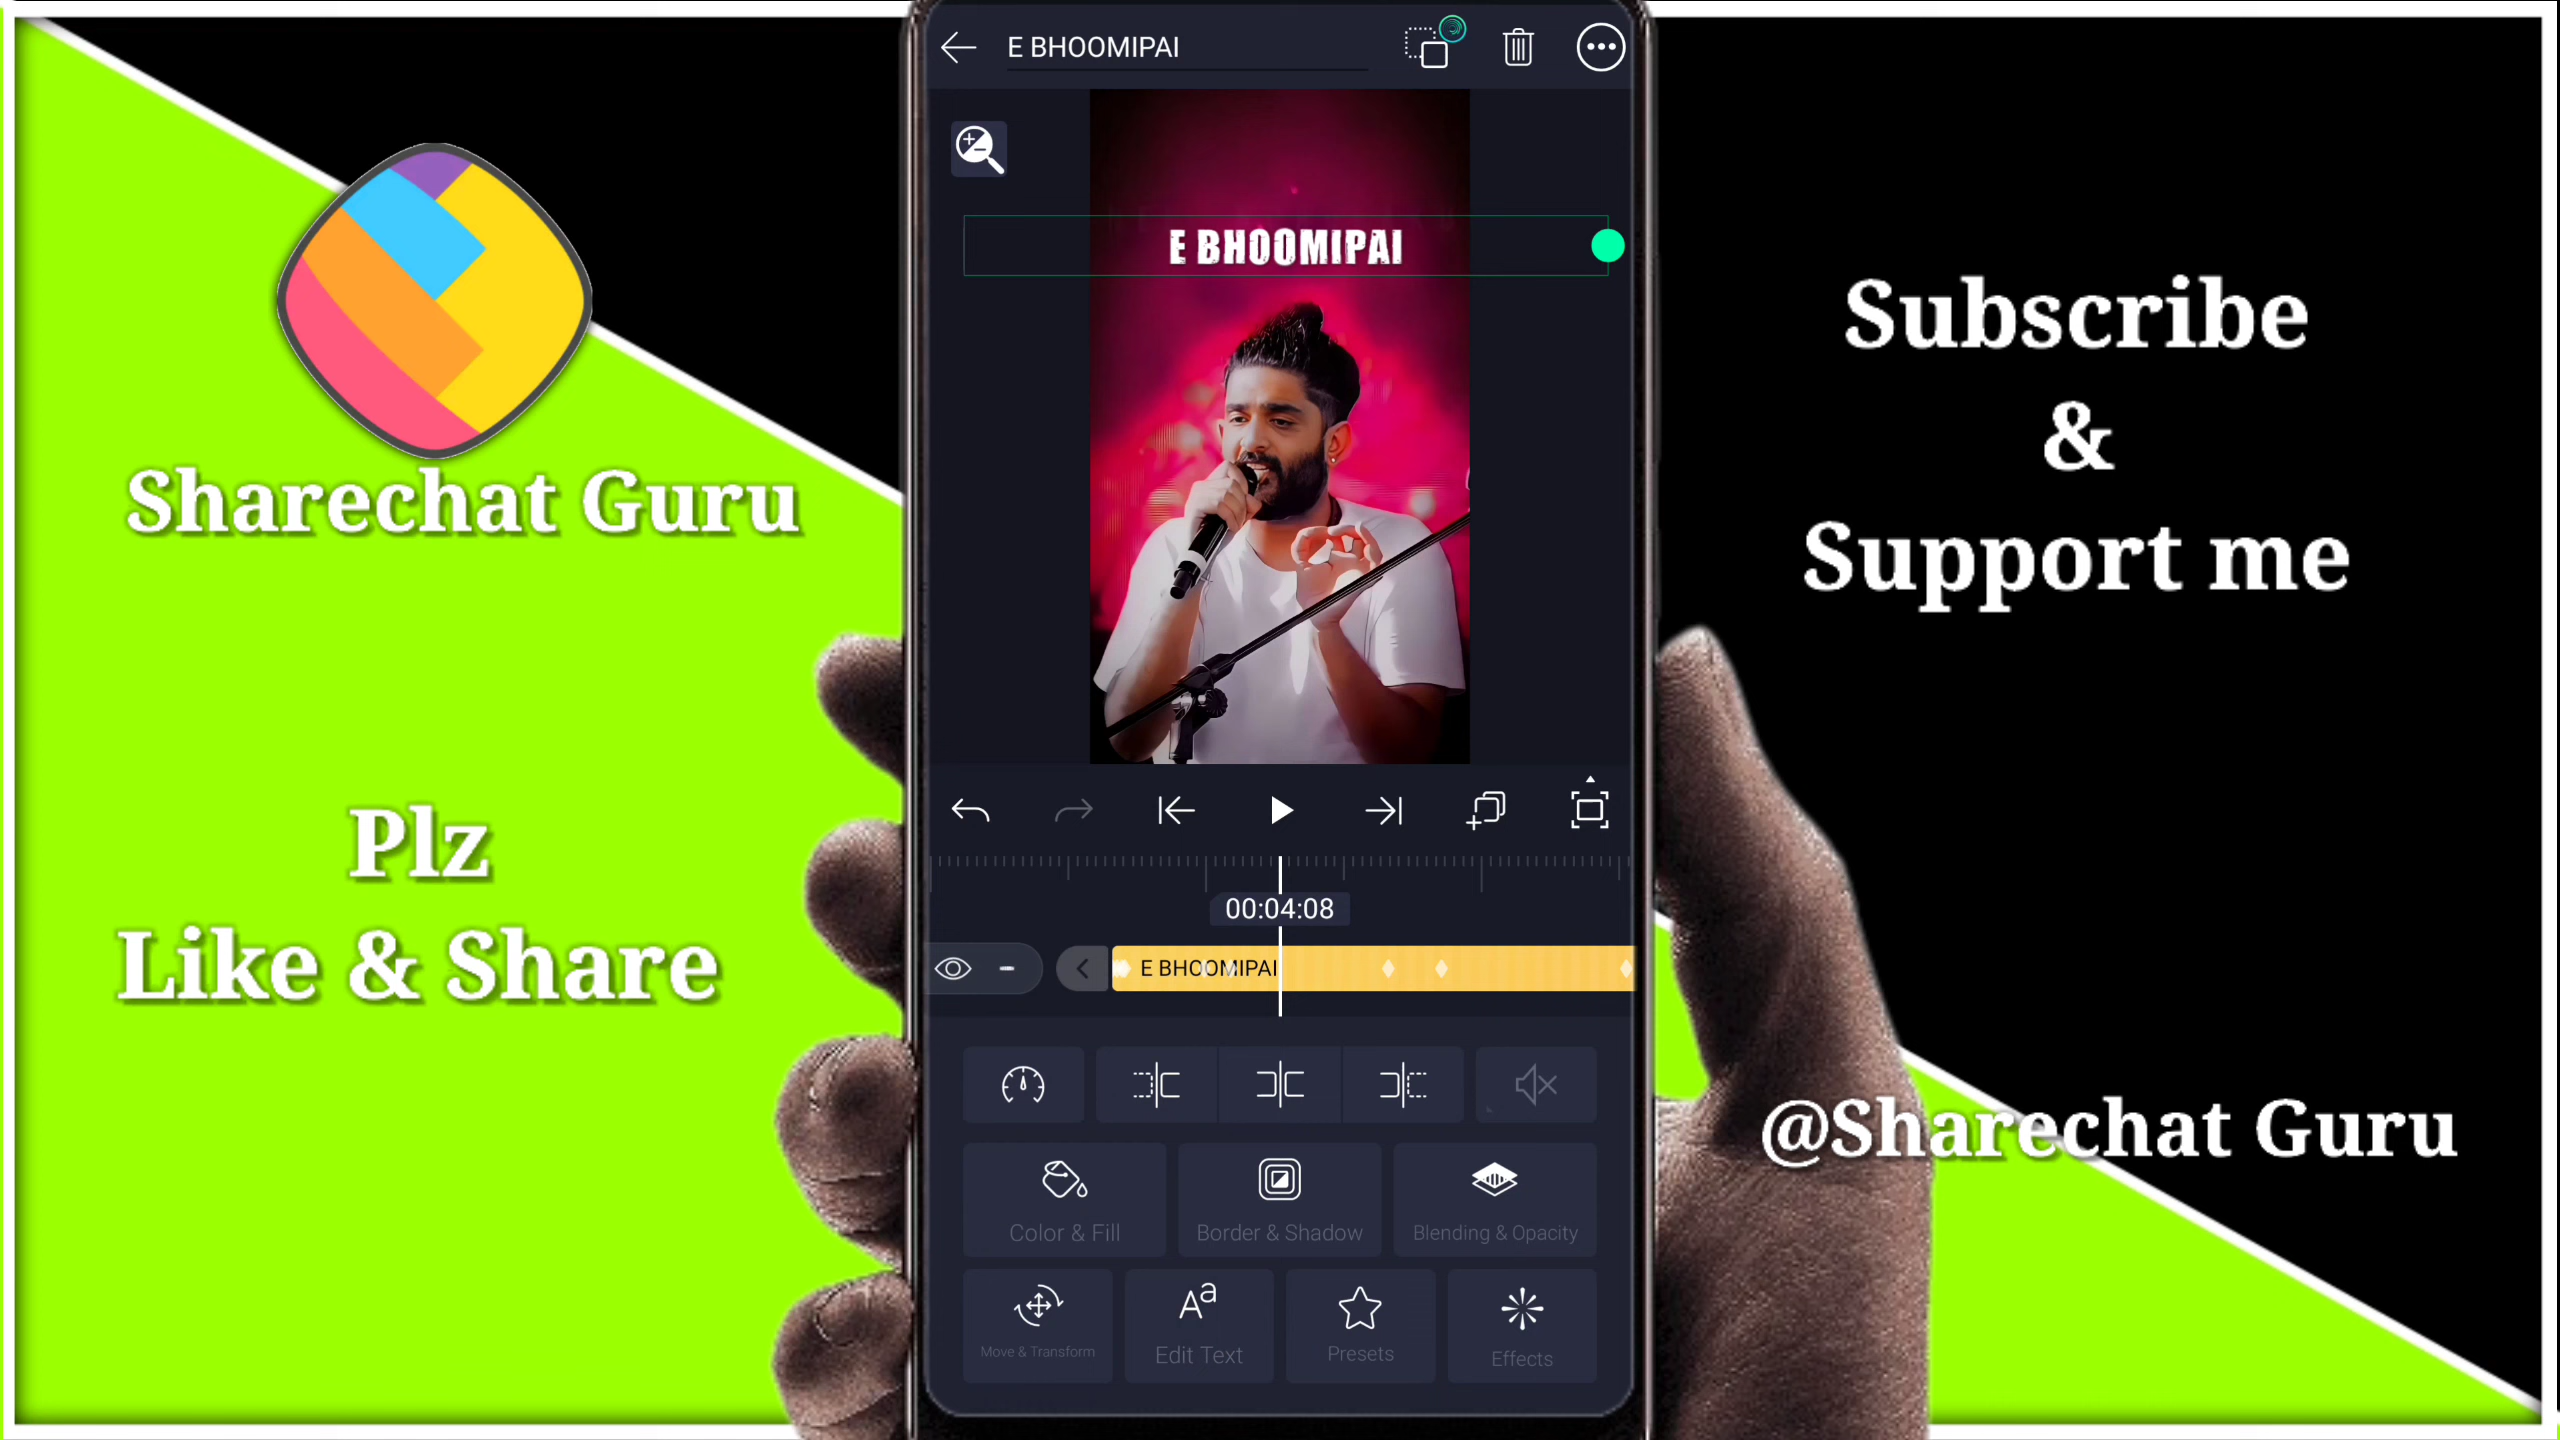 E BHOOMIPAI
E BHOOMIPAI
Sharechat Guru
Plz
Like & Share
Subscribe
&
Support me
@Sharechat Guru
00:04:08
E BHOOMIPAI
Color & Fill
Border & Shadow
Blending & Opacity
Move & Transform
Edit Text
Presets
Effects